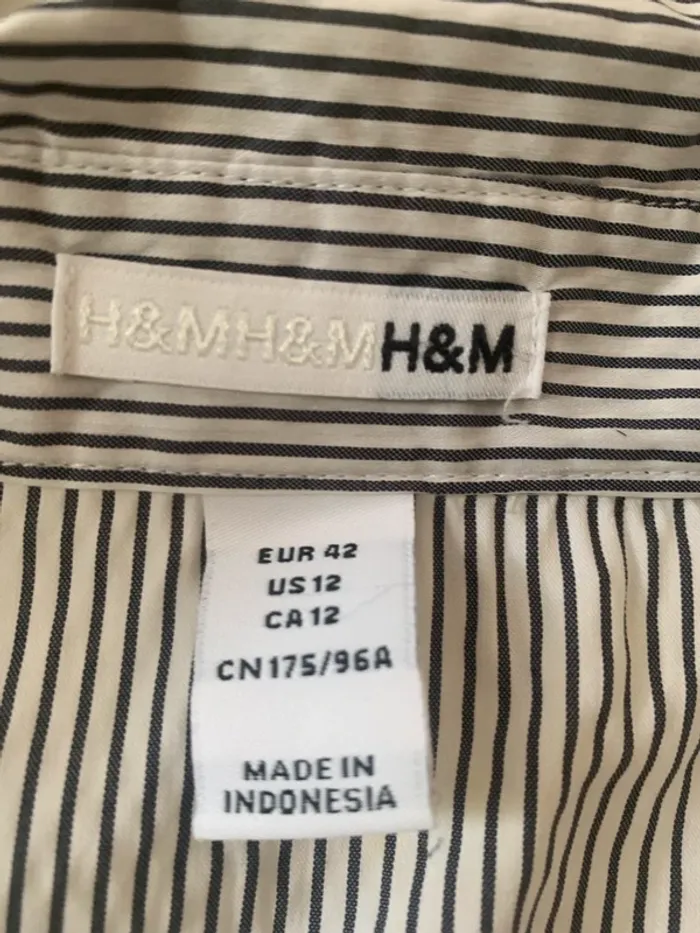 H&MH&MH&M
EUR 42
US 12
CA 12
CN 175/96A
MADE IN
INDONESIA